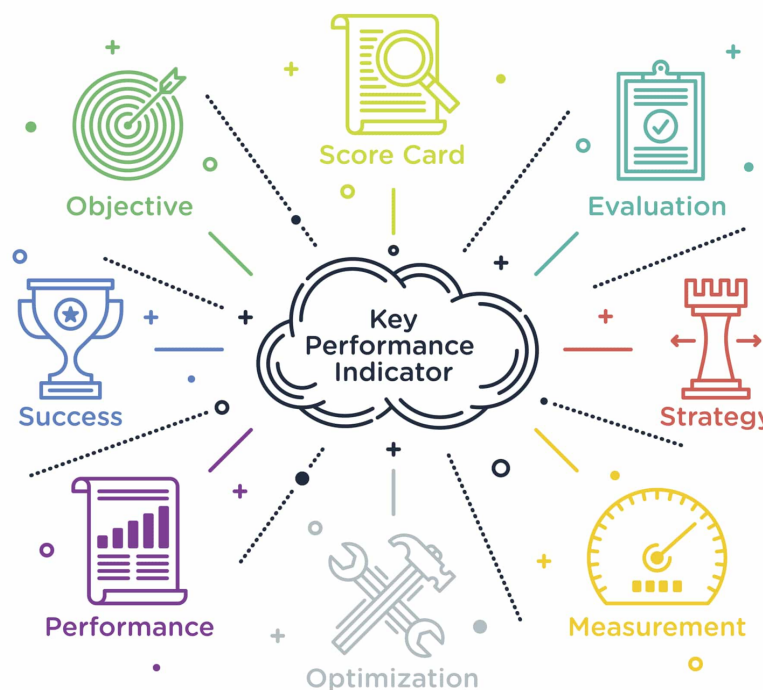 Score Card
Objective
Evaluation
Key
Performance
Indicator
Success
Strategy
Performance
Measurement
Optimization